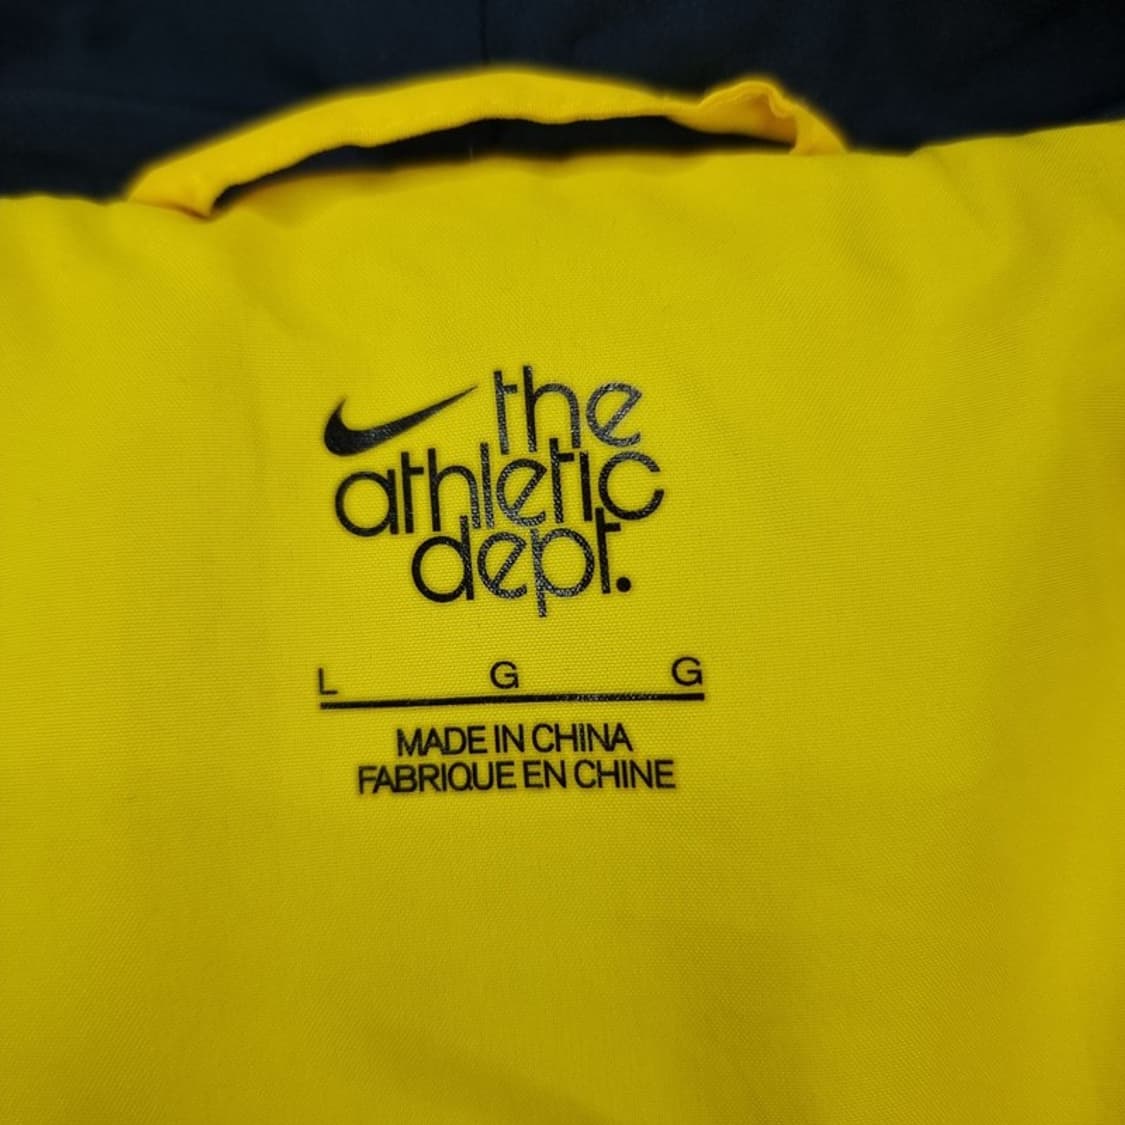 the
athletic
dept.
L G G
MADE IN CHINA
FABRIQUE EN CHINE